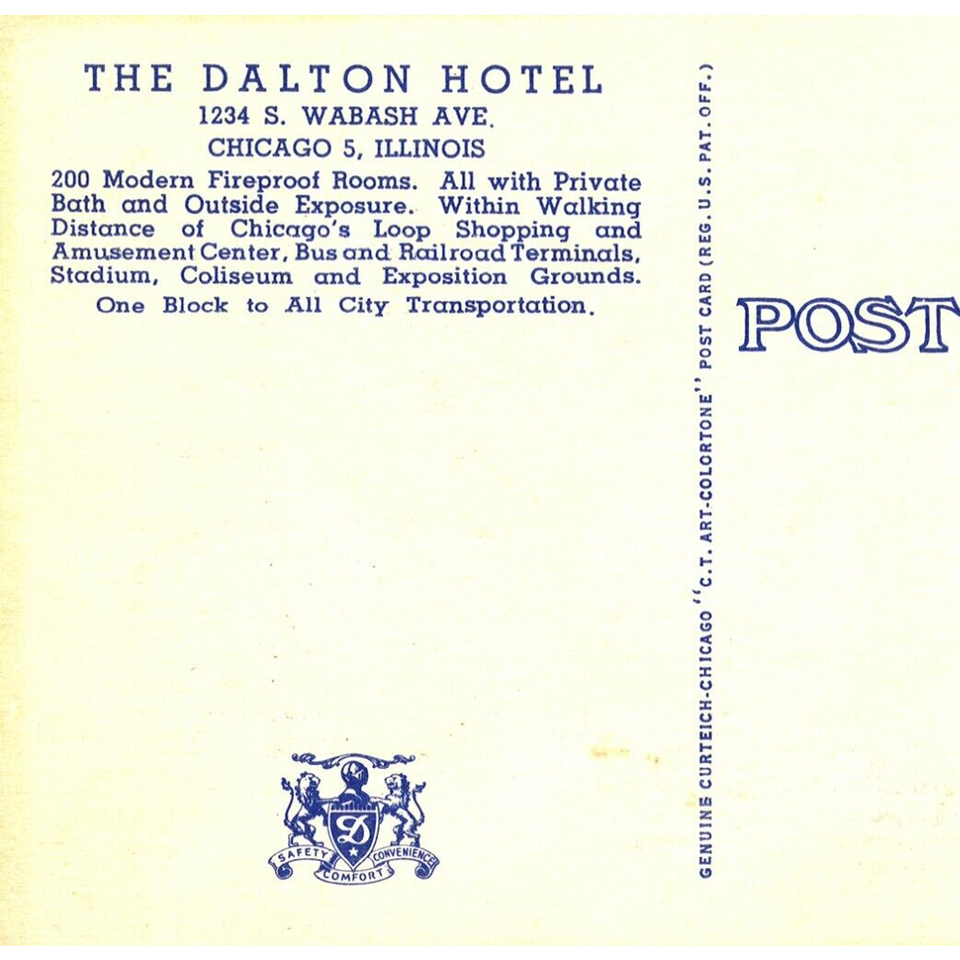 THE DALTON HOTEL
1234 S. WABASH AVE.
CHICAGO 5, ILLINOIS
200 Modern Fireproof Rooms. All with Private
Bath and Outside Exposure. Within Walking
Distance of Chicago's Loop Shopping and
Amusement Center, Bus and Railroad Terminals,
Stadium, Coliseum and Exposition Grounds.
One Block to All City Transportation.
D
SAFETY
COMFORT
CONVENIENCE
GENUINE CURTEICH-CHICAGO "C.T. ART-COLORTONE" POST CARD (REG. U.S. PAT. OFF.)
POST